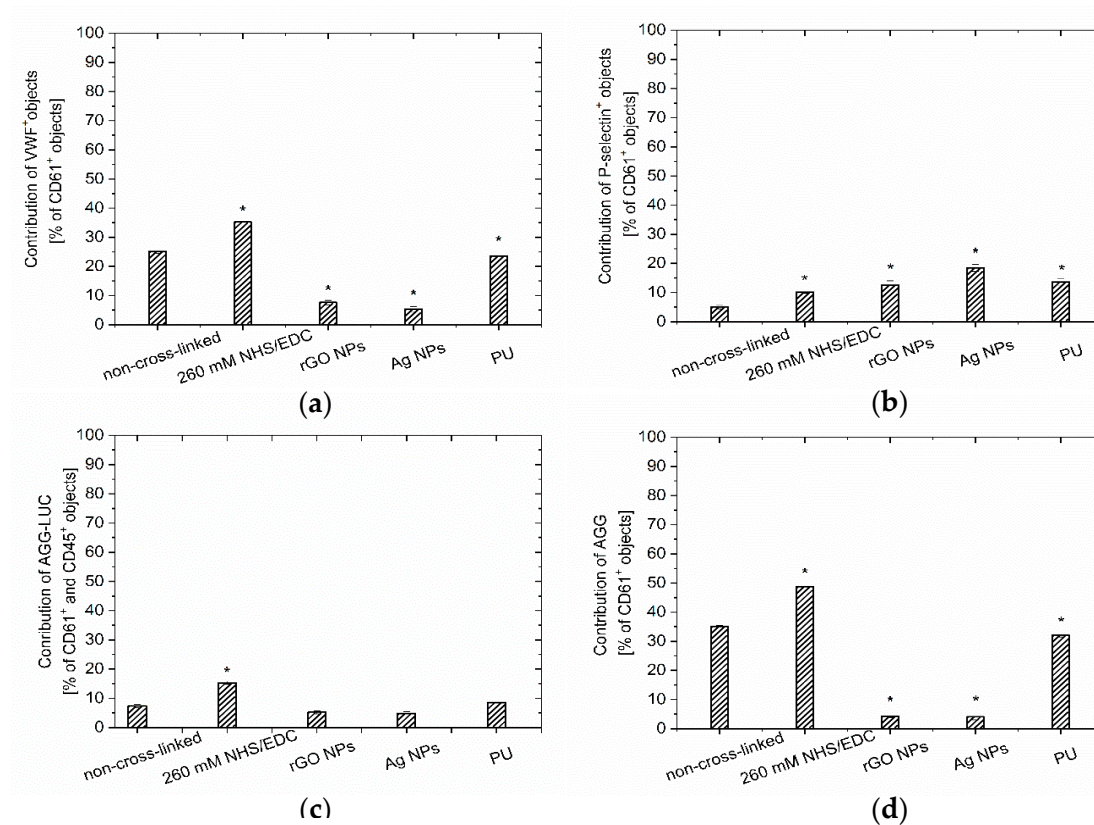 Contribution of VWF⁺objects
[% of CD61⁺ objects]
100
90
80
70
60
50
40
30
20
10
0
*
*
*
*
non-cross-linked
260 mM NHS/EDC
rGO NPs
Ag NPs
PU
(a)
Contribution of P-selectin⁺ objects
[% of CD61⁺ objects]
100
90
80
70
60
50
40
30
20
10
0
*
*
*
*
non-cross-linked
260 mM NHS/EDC
rGO NPs
Ag NPs
PU
(b)
Conribution of AGG-LUC
[% of CD61⁺ and CD45⁺ objects]
100
90
80
70
60
50
40
30
20
10
0
*
non-cross-linked
260 mM NHS/EDC
rGO NPs
Ag NPs
PU
(c)
Contribution of AGG
[% of CD61⁺ objects]
100
90
80
70
60
50
40
30
20
10
0
*
*
*
*
non-cross-linked
260 mM NHS/EDC
rGO NPs
Ag NPs
PU
(d)